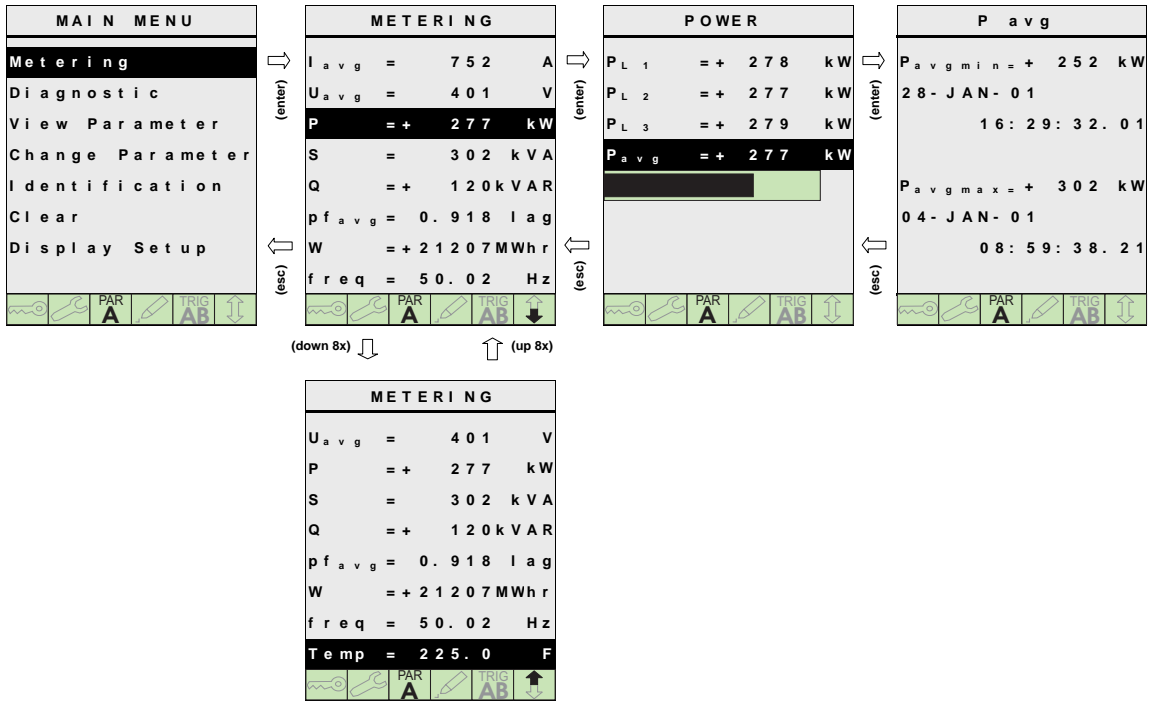 MAIN MENU
Metering
Diagnostic
View Parameter
Change Parameter
Identification
Clear
Display Setup
PAR A TRIG AB
(enter)
(esc)
METERING
Iavg = 752 A
Uavg = 401 V
P =+ 277 kW
S = 302 kVA
Q =+ 120kVAR
pfavg= 0.918 lag
W =+21207MWhr
freq = 50.02 Hz
PAR A TRIG AB
(enter)
(esc)
POWER
PL1 =+ 278 kW
PL2 =+ 277 kW
PL3 =+ 279 kW
Pavg =+ 277 kW
PAR A TRIG AB
(enter)
(esc)
P avg
Pavgmin=+ 252 kW
28-JAN-01
16:29:32.01
Pavgmax=+ 302 kW
04-JAN-01
08:59:38.21
PAR A TRIG AB
(down 8x) (up 8x)
METERING
Uavg = 401 V
P =+ 277 kW
S = 302 kVA
Q =+ 120kVAR
pfavg= 0.918 lag
W =+21207MWhr
freq = 50.02 Hz
Temp = 225.0 F
PAR A TRIG AB